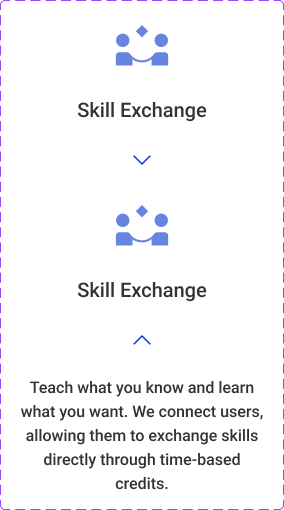 Skill Exchange
Skill Exchange
Teach what you know and learn
what you want. We connect users,
allowing them to exchange skills
directly through time-based
credits.